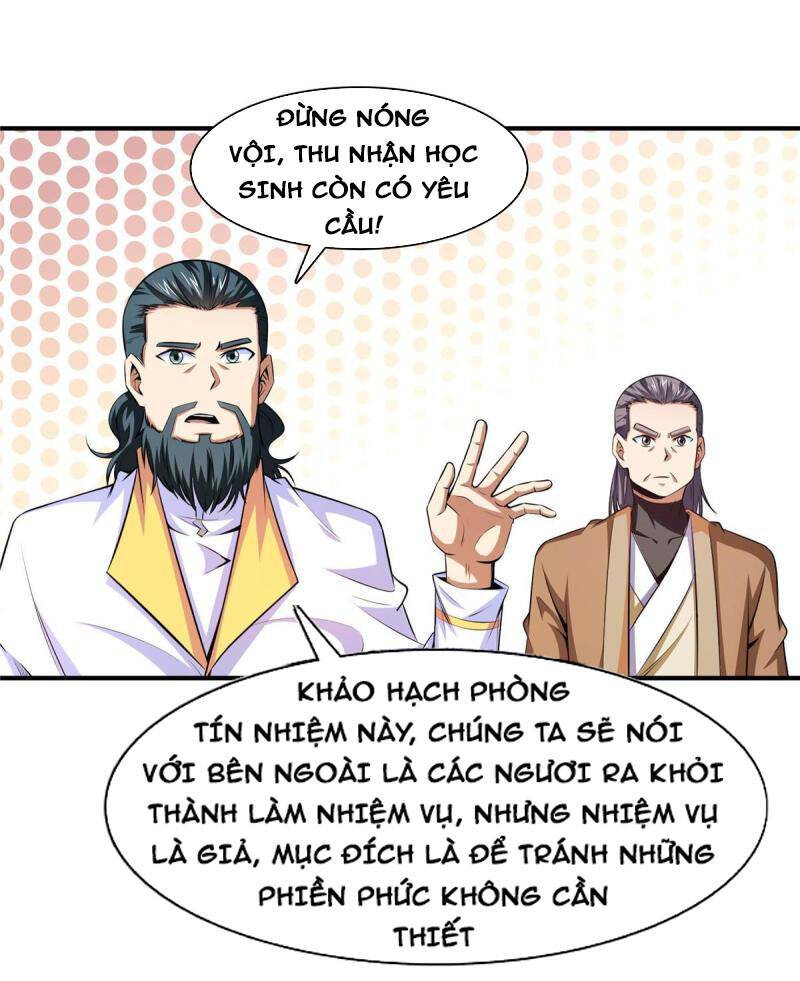 ĐỪNG NÓNG
VỘI, THU NHẬN HỌC
SINH CÒN CÓ YÊU
CẦU!
KHẢO HẠCH PHÒNG
TÍN NHIỆM NÀY, CHÚNG TA SẼ NÓI
VỚI BÊN NGOÀI LÀ CÁC NGƯƠI RA KHỎI
THÀNH LÀM NHIỆM VỤ, NHƯNG NHIỆM VỤ
LÀ GIẢ, MỤC ĐÍCH LÀ ĐỂ TRÁNH NHỮNG
PHIỀN PHỨC KHÔNG CẦN
THIẾT